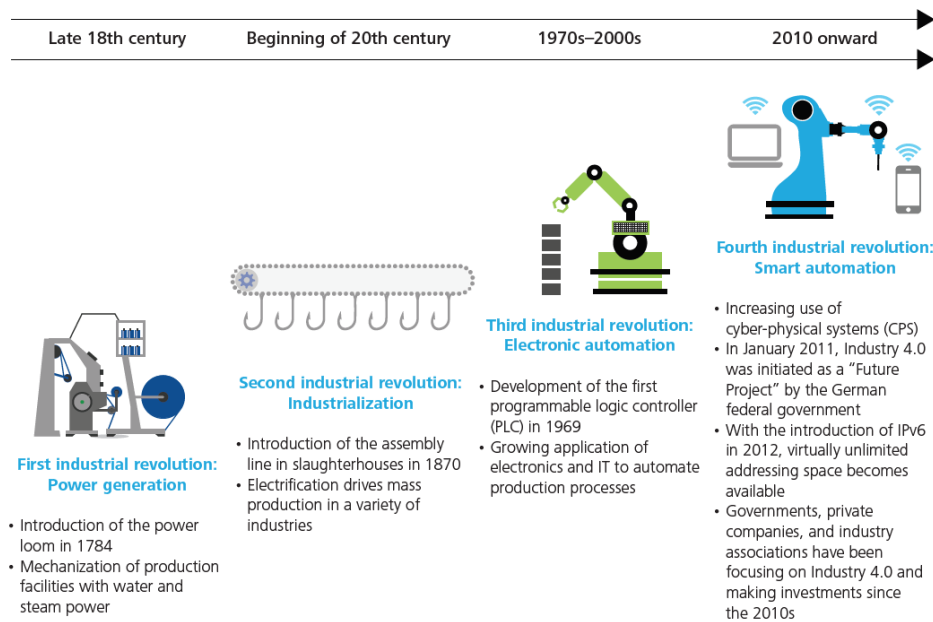 Late 18th century
Beginning of 20th century
1970s–2000s
2010 onward
First industrial revolution:
Power generation
• Introduction of the power
loom in 1784
• Mechanization of production
facilities with water and
steam power
Second industrial revolution:
Industrialization
• Introduction of the assembly
line in slaughterhouses in 1870
• Electrification drives mass
production in a variety of
industries
Third industrial revolution:
Electronic automation
• Development of the first
programmable logic controller
(PLC) in 1969
• Growing application of
electronics and IT to automate
production processes
Fourth industrial revolution:
Smart automation
• Increasing use of
cyber-physical systems (CPS)
• In January 2011, Industry 4.0
was initiated as a “Future
Project” by the German
federal government
• With the introduction of IPv6
in 2012, virtually unlimited
addressing space becomes
available
• Governments, private
companies, and industry
associations have been
focusing on Industry 4.0 and
making investments since
the 2010s